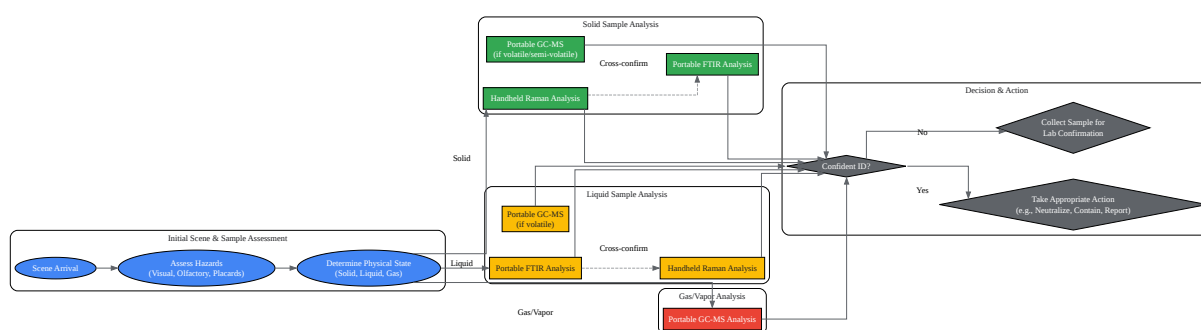 Solid Sample Analysis
Portable GC-MS
(if volatile/semi-volatile)
Cross-confirm
Portable FTIR Analysis
Handheld Raman Analysis
Decision & Action
Collect Sample for
Lab Confirmation
No
Solid
Confident ID?
Yes
Take Appropriate Action
(e.g., Neutralize, Contain, Report)
Liquid Sample Analysis
Portable GC-MS
(if volatile)
Cross-confirm
Portable FTIR Analysis
Handheld Raman Analysis
Initial Scene & Sample Assessment
Scene Arrival
Assess Hazards
(Visual, Olfactory, Placards)
Determine Physical State
(Solid, Liquid, Gas)
Liquid
Gas/Vapor
Gas/Vapor Analysis
Portable GC-MS Analysis